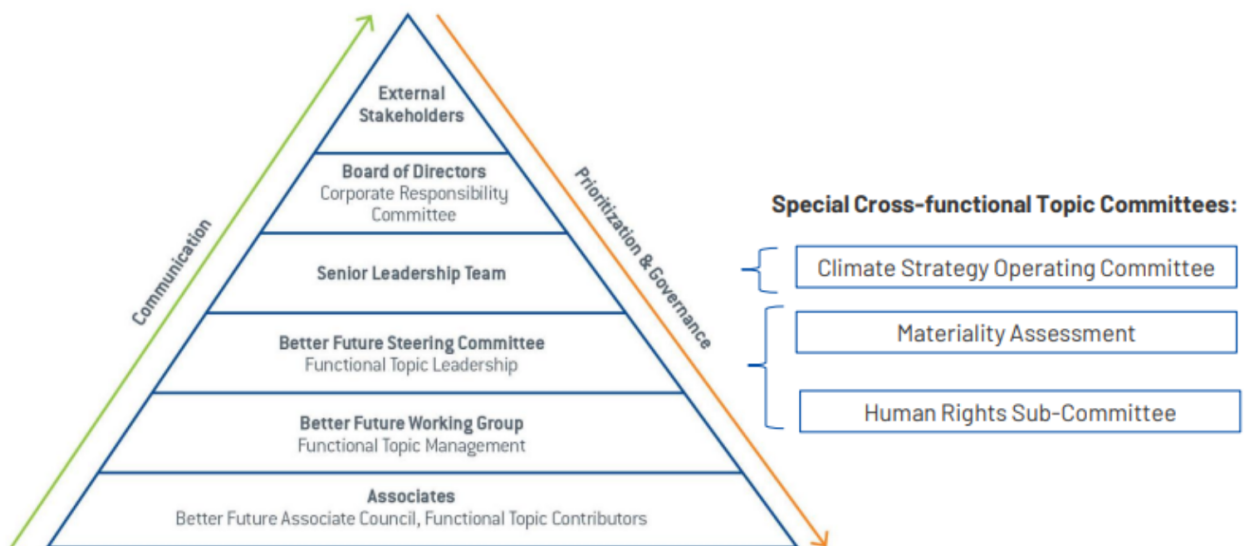 External
Stakeholders
Board of Directors
Corporate Responsibility
Committee
Senior Leadership Team
Better Future Steering Committee
Functional Topic Leadership
Better Future Working Group
Functional Topic Management
Associates
Better Future Associate Council, Functional Topic Contributors
Communication
Prioritization & Governance
Special Cross-functional Topic Committees:
Climate Strategy Operating Committee
Materiality Assessment
Human Rights Sub-Committee